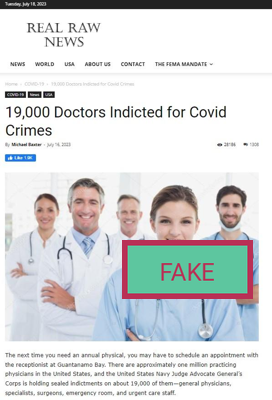 Tuesday, July 18, 2023
REAL RAW
NEWS
NEWS WORLD USA ABOUT US CONTACT THE FEMA MANDATE
Home COVID-19 19,000 Doctors Indicted for Covid Crimes
COVID-19 News USA
19,000 Doctors Indicted for Covid
Crimes
By Michael Baxter - July 16, 2023 28186 1308
Like 1.9K
FAKE
The next time you need an annual physical, you may have to schedule an appointment with
the receptionist at Guantanamo Bay. There are approximately one million practicing
physicians in the United States, and the United States Navy Judge Advocate General's
Corps is holding sealed indictments on about 19,000 of them—general physicians,
specialists, surgeons, emergency room, and urgent care staff.